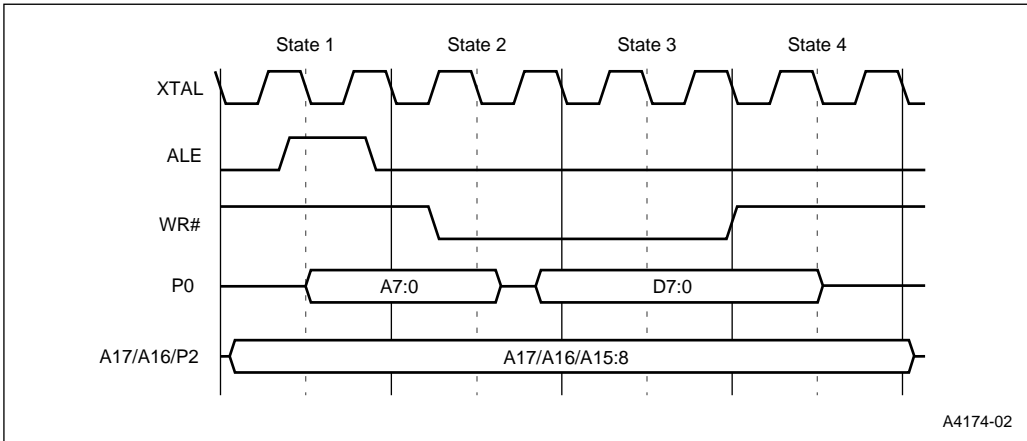 State 1 State 2 State 3 State 4
XTAL
ALE
WR#
P0 A7:0 D7:0
A17/A16/P2 A17/A16/A15:8
A4174-02